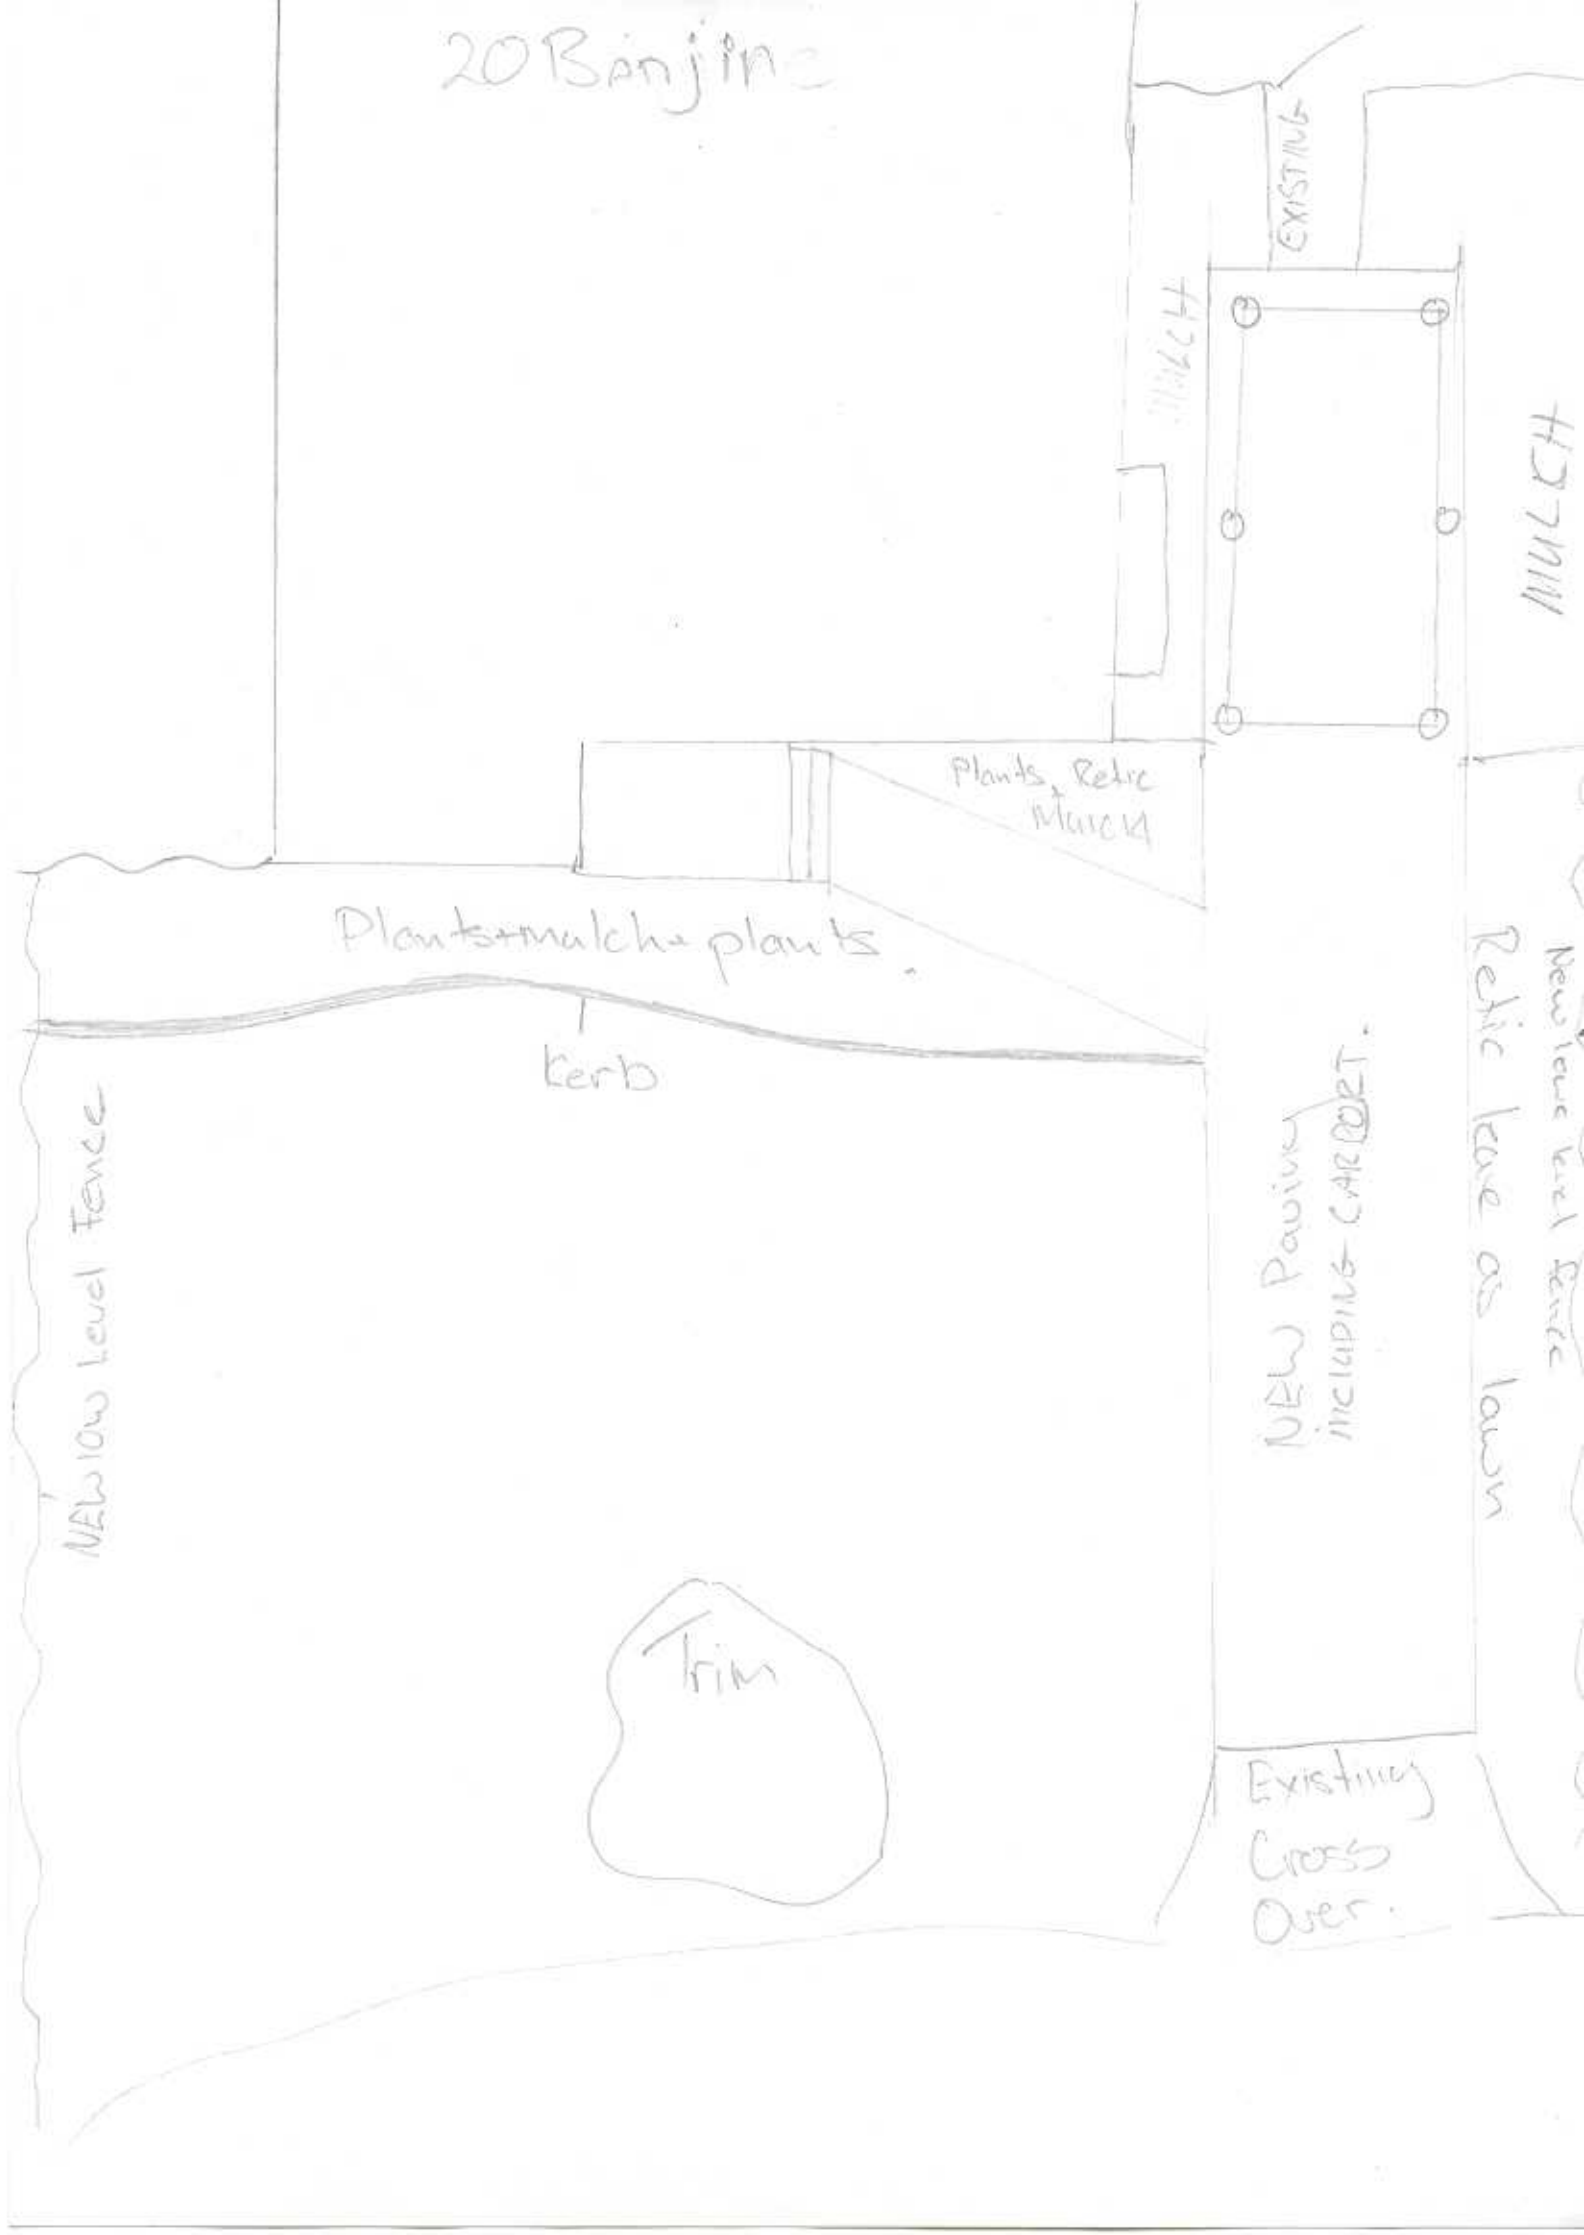 20 Banjine
EXISTING
MULCH
MULCH
Plants, Retic
+ Mulch
Plants + mulch + plants.
Kerb
NEW low Level Fence
NEW Paving
INCLUDING CARPORT.
Retic leave as lawn
New low level fence
Trim
Existing
Cross
Over.